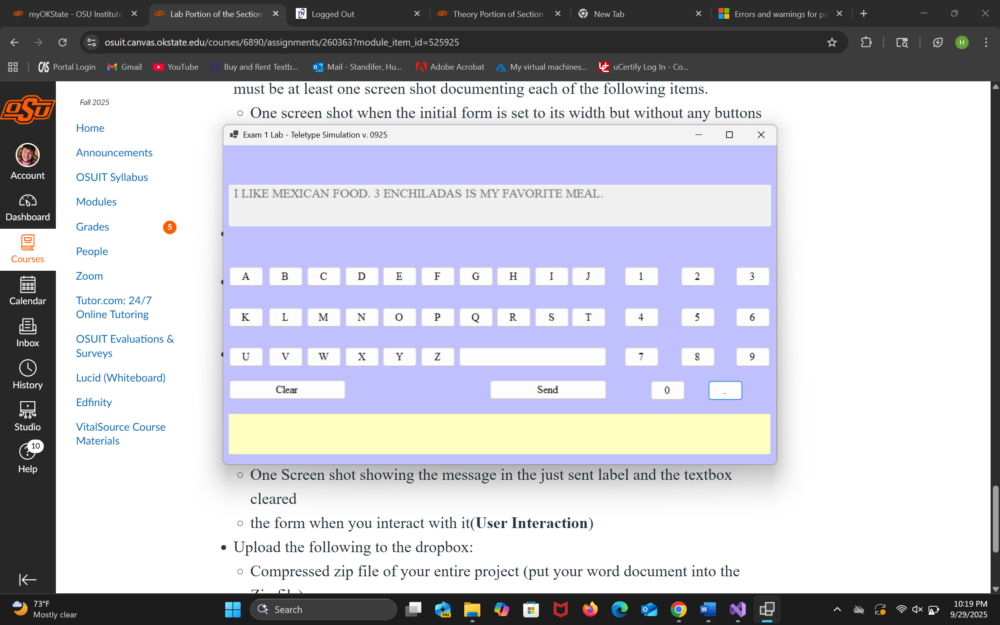 myOKState - OSU Institute
Lab Portion of the Section
Logged Out
Theory Portion of Section
New Tab
Errors and warnings for pa
osuit.canvas.okstate.edu/courses/6890/assignments/260363?module_item_id=525925
H
CAS Portal Login
Gmail
YouTube
Buy and Rent Textb...
Mail - Standifer, Hu...
Adobe Acrobat
My virtual machines...
uCertify Log In - Co...
OSU
Account
Dashboard
Courses
Calendar
Inbox
History
Studio
10
Help
Fall 2025
Home
Announcements
OSUIT Syllabus
Modules
Grades 5
People
Zoom
Tutor.com: 24/7
Online Tutoring
OSUIT Evaluations &
Surveys
Lucid (Whiteboard)
Edfinity
VitalSource Course
Materials
must be at least one screen shot documenting each of the following items.
One screen shot when the initial form is set to its width but without any buttons
Exam 1 Lab - Teletype Simulation v. 0925
I LIKE MEXICAN FOOD. 3 ENCHILADAS IS MY FAVORITE MEAL.
A B C D E F G H I J 1 2 3
K L M N O P Q R S T 4 5 6
U V W X Y Z 7 8 9
Clear Send 0 .
One Screen shot showing the message in the just sent label and the textbox
cleared
the form when you interact with it(User Interaction)
Upload the following to the dropbox:
Compressed zip file of your entire project (put your word document into the
Zip file)
73°F
Mostly clear
Search
PRE
10:19 PM
9/29/2025